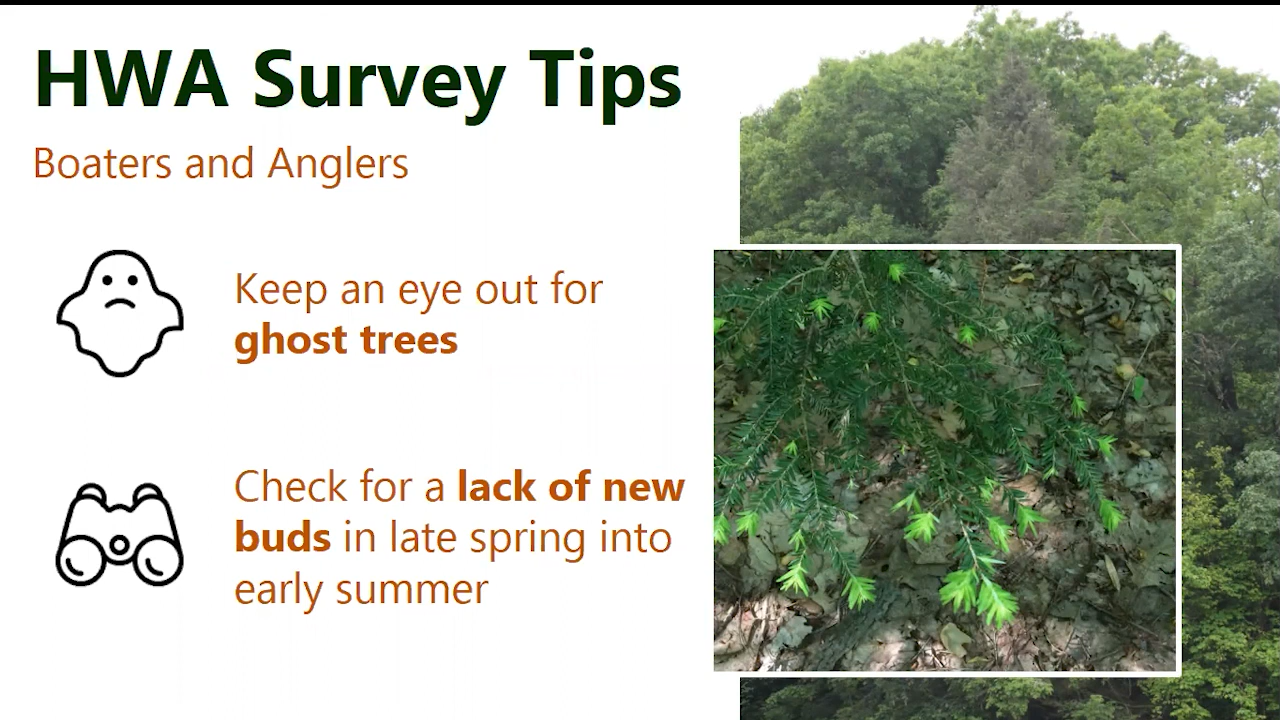 HWA Survey Tips
Boaters and Anglers
Keep an eye out for
ghost trees
Check for a lack of new
buds in late spring into
early summer